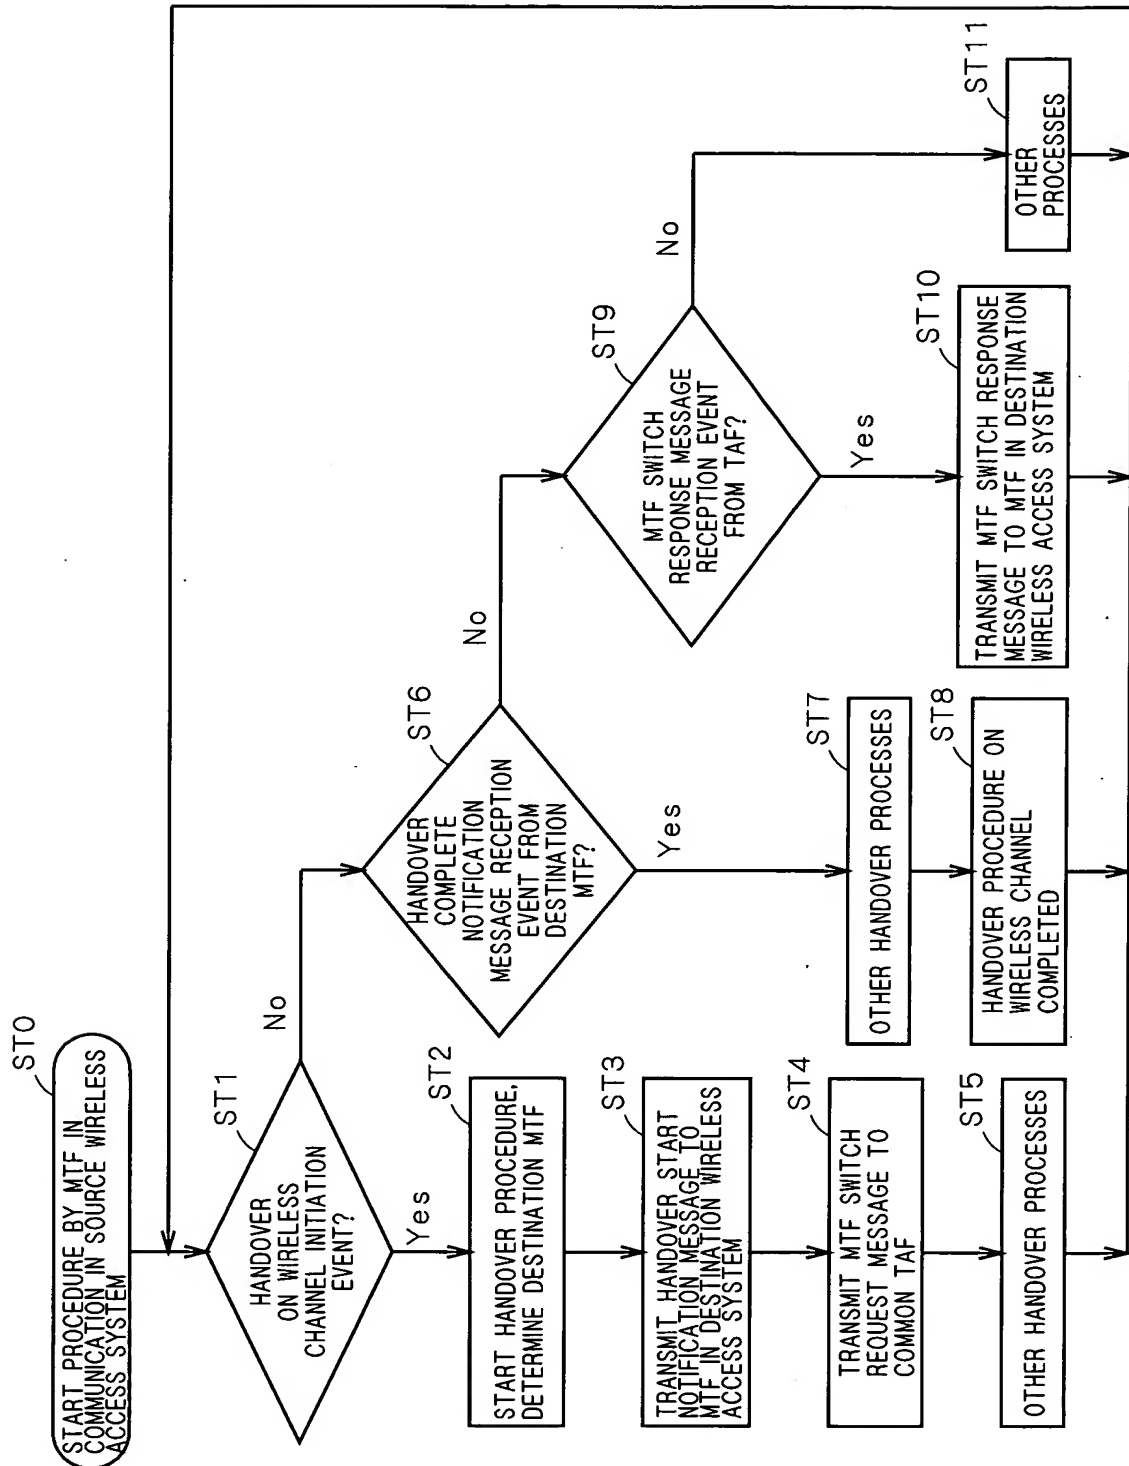 ST0
START PROCEDURE BY MTF IN
COMMUNICATION IN SOURCE WIRELESS
ACCESS SYSTEM
ST1
HANDOVER
ON WIRELESS
CHANNEL INITIATION
EVENT?
No
Yes
ST2
START HANDOVER PROCEDURE,
DETERMINE DESTINATION MTF
ST3
TRANSMIT HANDOVER START
NOTIFICATION MESSAGE TO
MTF IN DESTINATION WIRELESS
ACCESS SYSTEM
ST4
TRANSMIT MTF SWITCH
REQUEST MESSAGE TO
COMMON TAF
ST5
OTHER HANDOVER PROCESSES
ST6
HANDOVER
COMPLETE
NOTIFICATION
MESSAGE RECEPTION
EVENT FROM
DESTINATION
MTF?
No
Yes
ST7
OTHER HANDOVER PROCESSES
ST8
HANDOVER PROCEDURE ON
WIRELESS CHANNEL
COMPLETED
ST9
MTF SWITCH
RESPONSE MESSAGE
RECEPTION EVENT
FROM TAF?
No
Yes
ST10
TRANSMIT MTF SWITCH RESPONSE
MESSAGE TO MTF IN DESTINATION
WIRELESS ACCESS SYSTEM
ST11
OTHER
PROCESSES